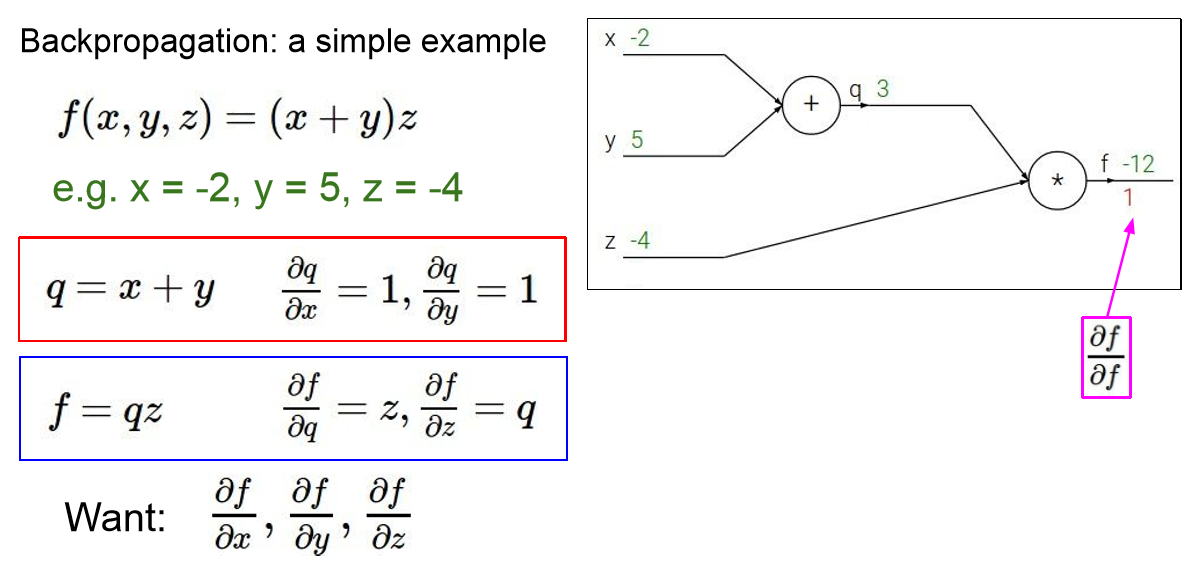 Backpropagation: a simple example
f(x, y, z) = (x + y)z
e.g. x = -2, y = 5, z = -4
q = x + y ∂q/∂x = 1, ∂q/∂y = 1
f = qz ∂f/∂q = z, ∂f/∂z = q
Want: ∂f/∂x, ∂f/∂y, ∂f/∂z
x -2
+
q 3
y 5
*
f -12
1
z -4
∂f/∂f